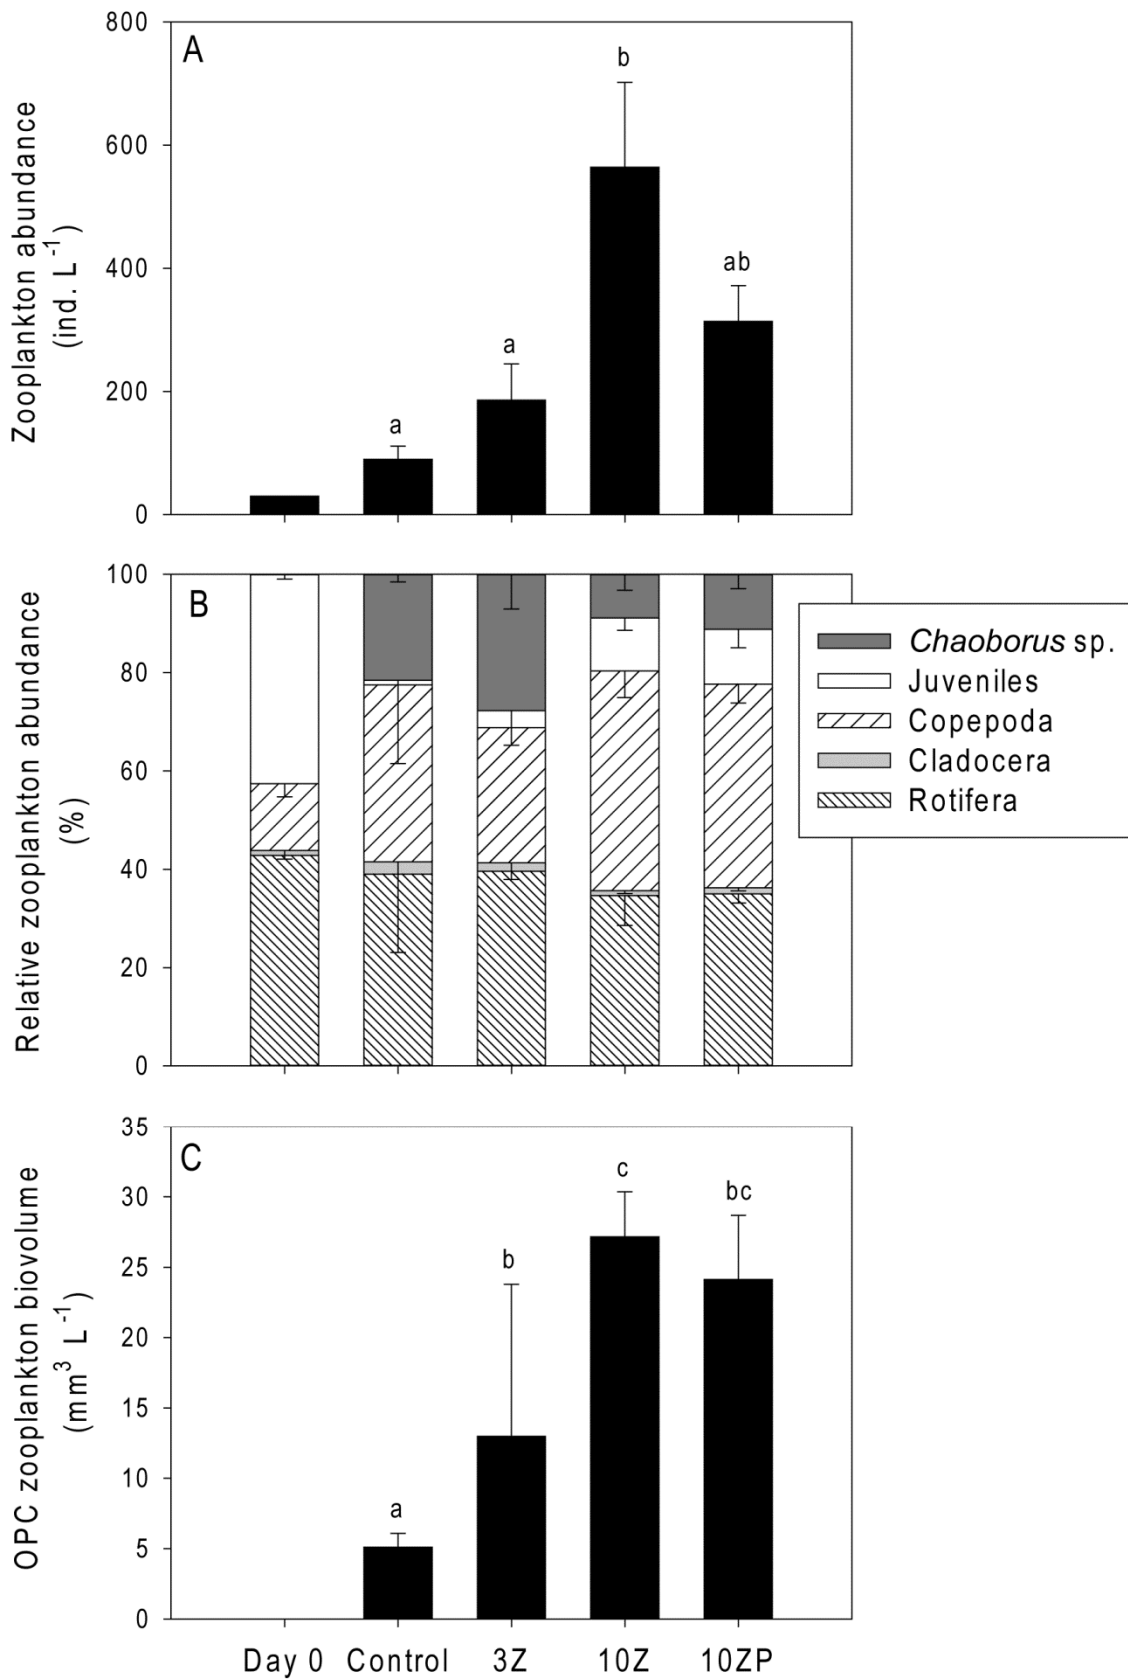 A
Zooplankton abundance
(ind. L⁻¹)
800
600
400
200
0
a
a
b
ab
B
Relative zooplankton abundance
(%)
100
80
60
40
20
0
Chaoborus sp.
Juveniles
Copepoda
Cladocera
Rotifera
C
OPC zooplankton biovolume
(mm³ L⁻¹)
35
30
25
20
15
10
5
0
a
b
c
bc
Day 0 Control 3Z 10Z 10ZP